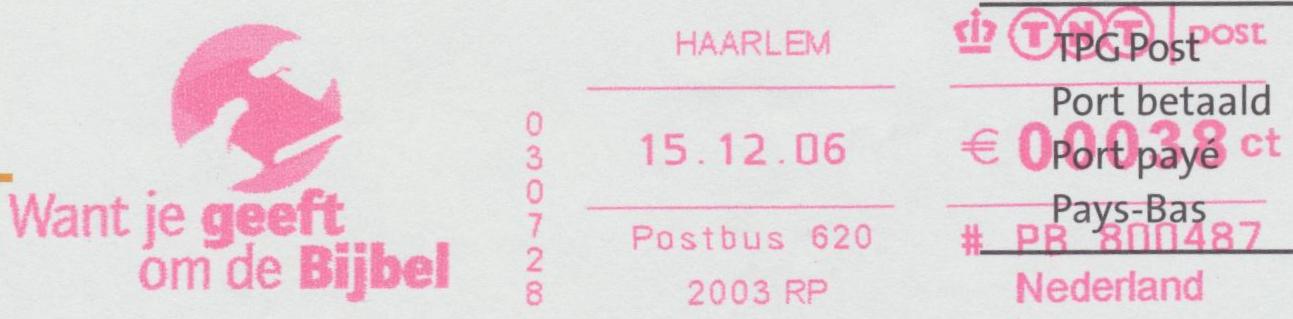 Want je geeft
om de Bijbel
0307228
HAARLEM
15.12.06
Postbus 620
2003 RP
TNT post
€ 00038 ct
# PB 800487
Nederland
TPG Post
Port betaald
Port payé
Pays-Bas